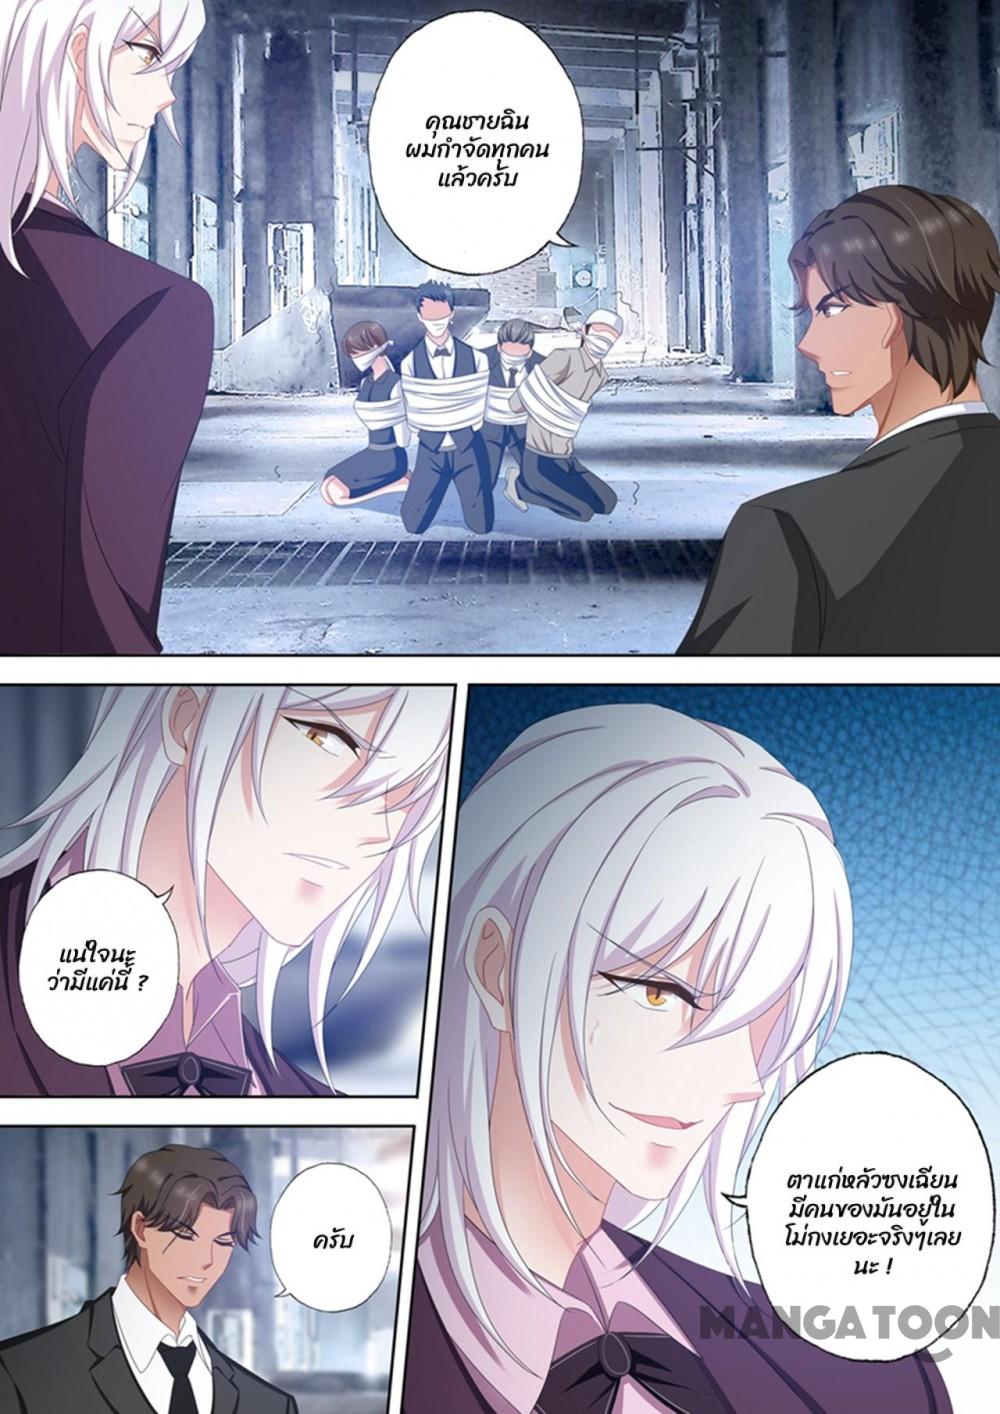 คุณชายฉิน
ผมกำจัดทุกคน
แล้วครับ
แน่ใจนะ
ว่ามีแค่นี้ ?
ตาแก่หลัวซงเฉียน
มีคนของมันอยู่ใน
โม่กงเยอะจริงๆเลย
นะ !
ครับ
MANGATOON